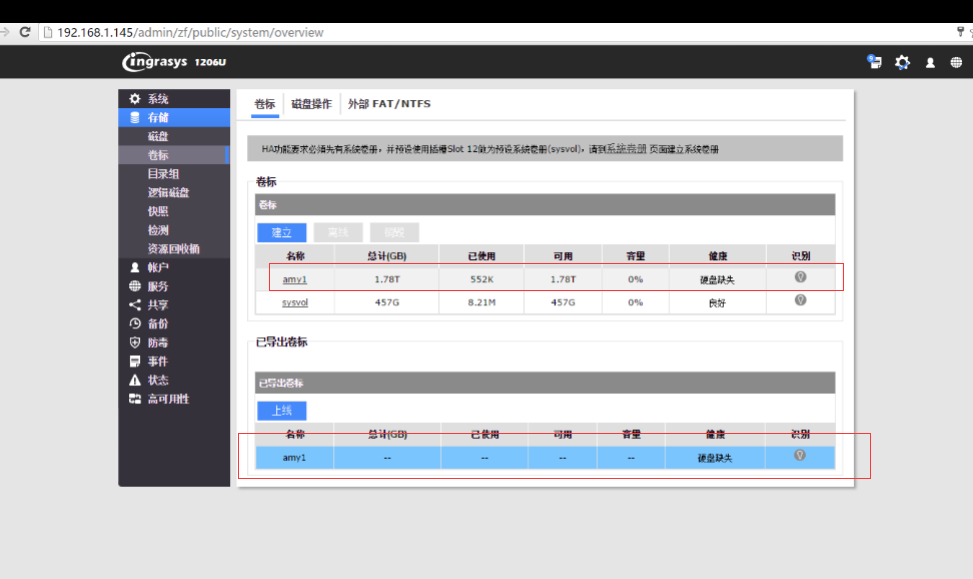 192.168.1.145/admin/zf/public/system/overview
ingrasys 1206U
系统
存储
磁盘
卷标
目录组
逻辑磁盘
快照
检测
资源回收桶
帐户
服务
共享
备份
防毒
事件
状态
高可用性
卷标 磁盘操作 外部 FAT/NTFS
HA功能要求必须先有系统卷册，并预设使用插槽Slot 12做为预设系统卷册(sysvol)，请到系统卷册 页面建立系统卷册
卷标
卷标
建立 离线
名称 总计(GB) 已使用 可用 容量 健康 识别
amy1 1.78T 552K 1.78T 0% 硬盘缺失
sysvol 457G 8.21M 457G 0% 良好
已导出卷标
已导出卷标
上线
名称 总计(GB) 已使用 可用 容量 健康 识别
amy1 -- -- -- -- 硬盘缺失